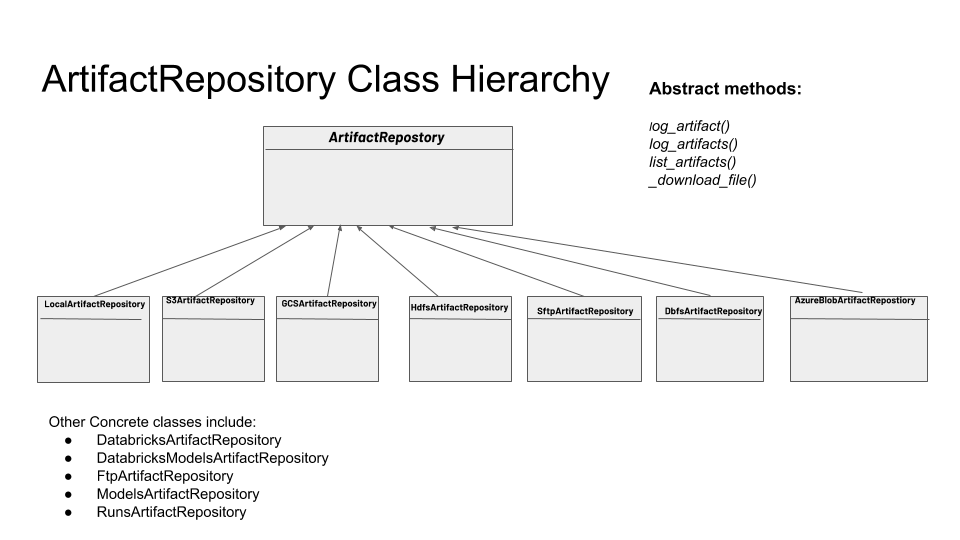 ArtifactRepository Class Hierarchy
Abstract methods:
log_artifact()
log_artifacts()
list_artifacts()
_download_file()
ArtifactRepostory
LocalArtifactRepository
S3ArtifactRepository
GCSArtifactRepository
HdfsArtifactRepository
SftpArtifactRepository
DbfsArtifactRepository
AzureBlobArtifactRepostiory
Other Concrete classes include:
● DatabricksArtifactRepository
● DatabricksModelsArtifactRepository
● FtpArtifactRepository
● ModelsArtifactRepository
● RunsArtifactRepository